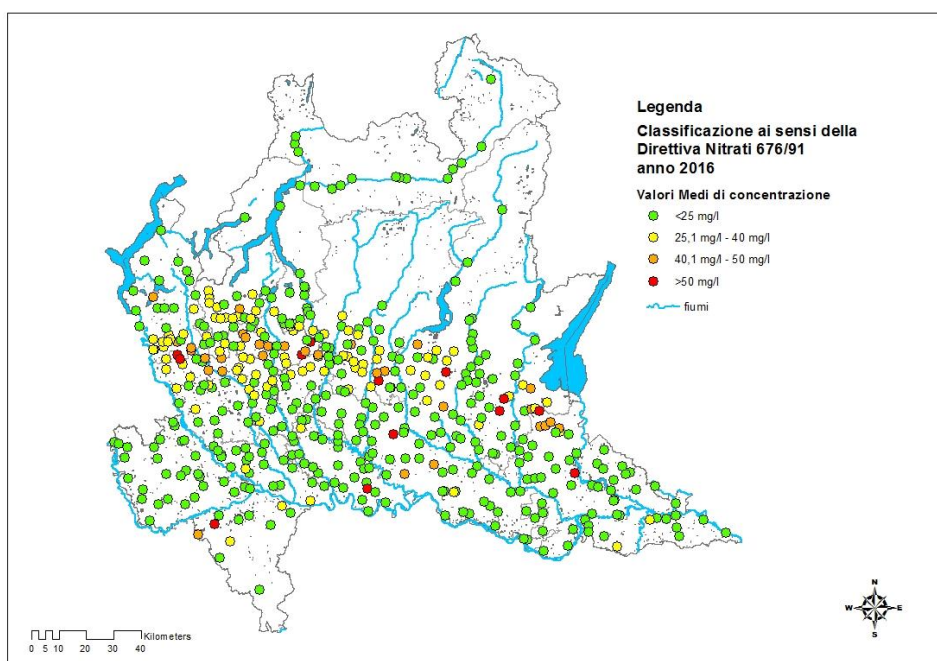 Legenda
Classificazione ai sensi della
Direttiva Nitrati 676/91
anno 2016
Valori Medi di concentrazione
<25 mg/l
25,1 mg/l - 40 mg/l
40,1 mg/l - 50 mg/l
>50 mg/l
fiumi
N
W E
S
Kilometers
0 5 10 20 30 40